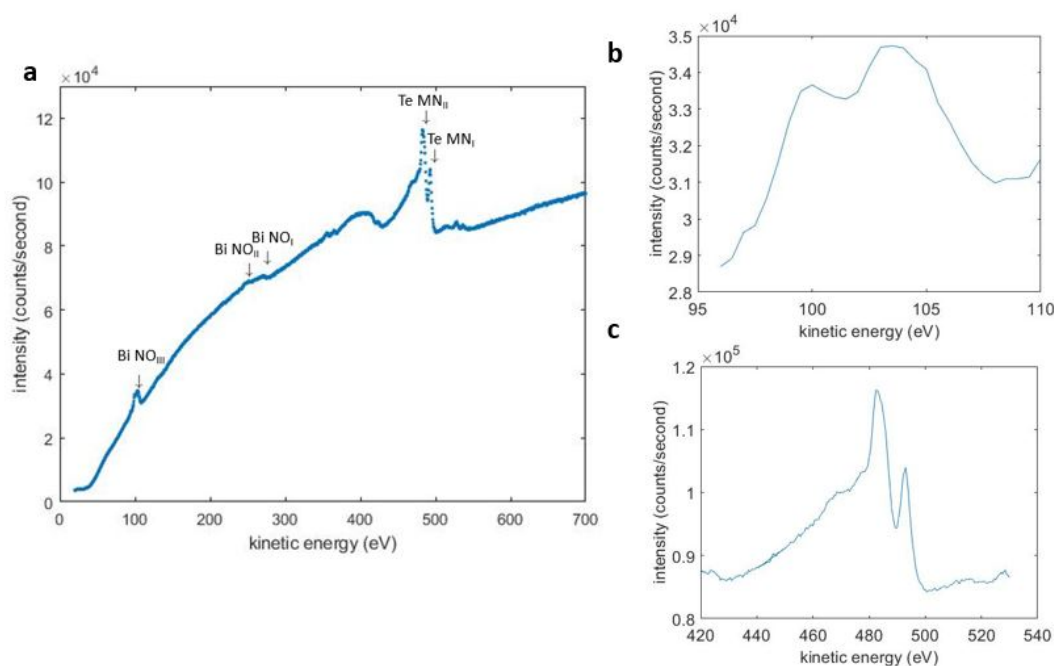 a
×10⁴
12
10
8
6
4
2
0
0 100 200 300 400 500 600 700
intensity (counts/second)
kinetic energy (eV)
Te MN_II
Te MN_I
Bi NO_I
Bi NO_II
Bi NO_III
b
×10⁴
3.5
3.4
3.3
3.2
3.1
3
2.9
2.8
95 100 105 110
intensity (counts/second)
kinetic energy (eV)
c
×10⁵
1.2
1.1
1
0.9
0.8
420 440 460 480 500 520 540
intensity (counts/second)
kinetic energy (eV)